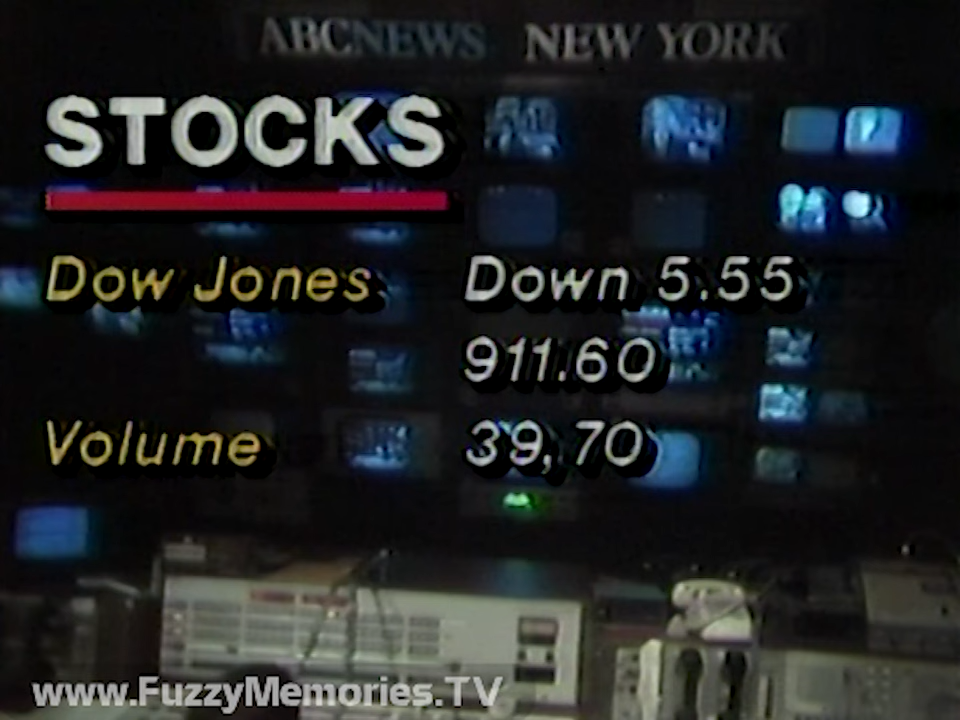 ABCNEWS NEW YORK
STOCKS
Dow Jones Down 5.55
911.60
Volume 39,70
www.FuzzyMemories.TV